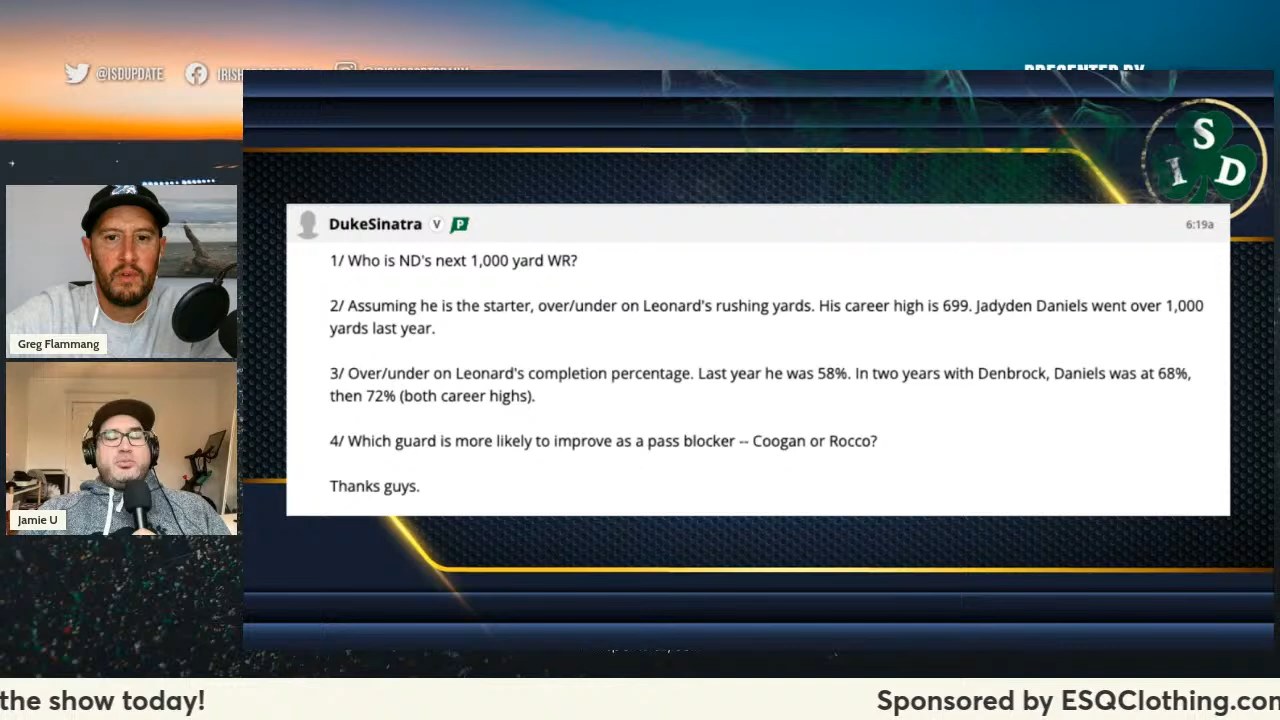 @ISDUPDATE
PRESENTED BY
S
I D
DukeSinatra V P
6:19a
1/ Who is ND's next 1,000 yard WR?
2/ Assuming he is the starter, over/under on Leonard's rushing yards. His career high is 699. Jadyden Daniels went over 1,000
yards last year.
3/ Over/under on Leonard's completion percentage. Last year he was 58%. In two years with Denbrock, Daniels was at 68%,
then 72% (both career highs).
4/ Which guard is more likely to improve as a pass blocker -- Coogan or Rocco?
Thanks guys.
Greg Flammang
Jamie U
the show today!
Sponsored by ESQClothing.com